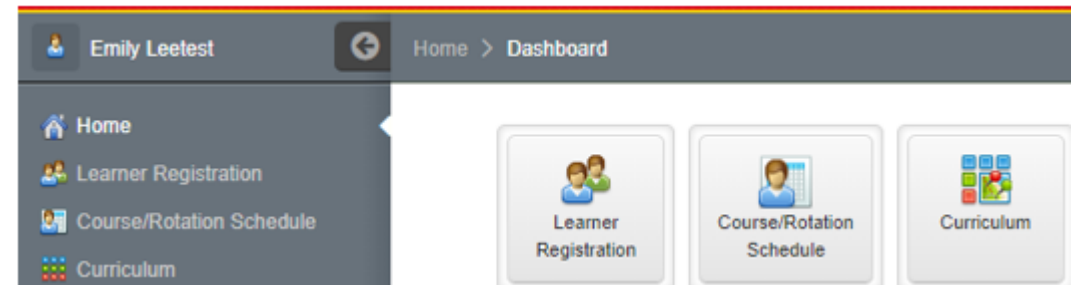 Emily Leetest
Home > Dashboard
Home
Learner Registration
Course/Rotation Schedule
Curriculum
Learner
Registration
Course/Rotation
Schedule
Curriculum